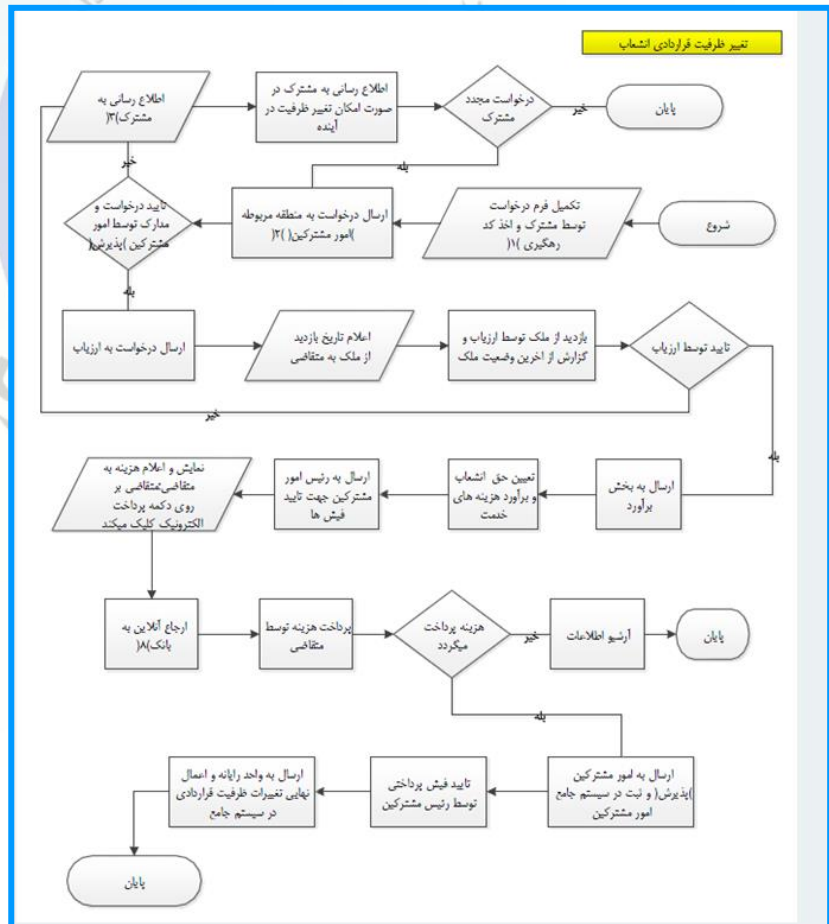 تغییر ظرفیت قراردادی انشعاب
اطلاع رسانی به
مشترک)۳(
اطلاع رسانی به مشترک در
صورت امکان تغییر ظرفیت در
آینده
درخواست مجدد
مشترک
خیر
پایان
بله
خیر
شروع
تکمیل فرم درخواست
توسط مشترک و اخذ کد
رهگیری )۱(
ارسال درخواست به منطقه مربوطه
)امور مشترکین( )۲(
تایید درخواست و
مدارک توسط امور
مشترکین )پذیرش(
بله
ارسال درخواست به ارزیاب
اعلام تاریخ بازدید
از ملک به متقاضی
بازدید از ملک توسط ارزیاب و
گزارش از اخرین وضعیت ملک
تایید توسط ارزیاب
خیر
بله
ارسال به بخش
برآورد
تعیین حق انشعاب
و برآورد هزینه های
خدمت
ارسال به رئیس امور
مشترکین جهت تایید
فیش ها
نمایش و اعلام هزینه به
متقاضی؛متقاضی بر
روی دکمه پرداخت
الکترونیک کلیک میکند
ارجاع آنلاین به
بانک)۸(
پرداخت هزینه توسط
متقاضی
هزینه پرداخت
میگردد
خیر
آرشیو اطلاعات
پایان
بله
ارسال به امور مشترکین
)پذیرش( و ثبت در سیستم جامع
امور مشترکین
تایید فیش پرداختی
توسط رئیس مشترکین
ارسال به واحد رایانه و اعمال
نهایی تغییرات ظرفیت قراردادی
در سیستم جامع
پایان